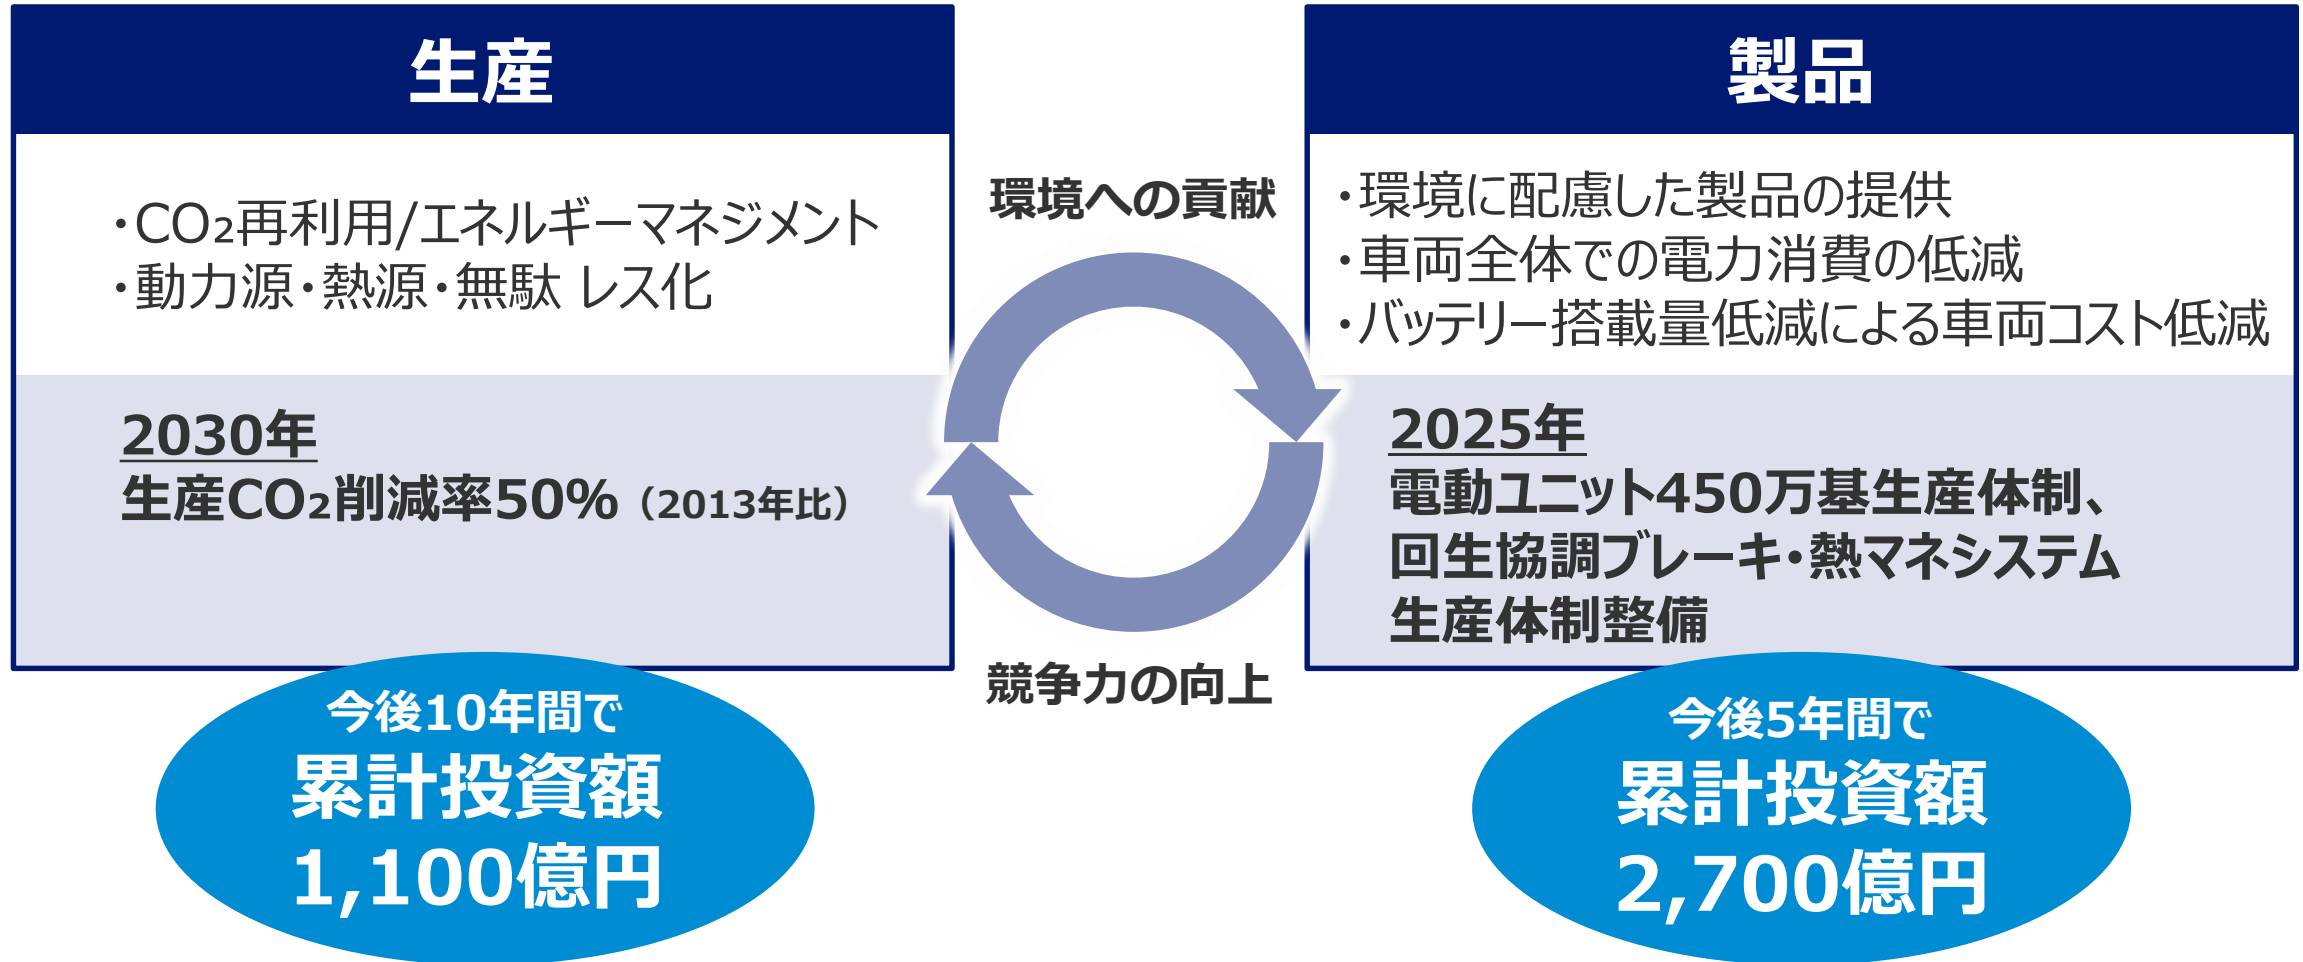 生産
・CO₂再利用/エネルギーマネジメント
・動力源・熱源・無駄 レス化
2030年
生産CO₂削減率50%（2013年比）
今後10年間で
累計投資額
1,100億円
環境への貢献
競争力の向上
製品
・環境に配慮した製品の提供
・車両全体での電力消費の低減
・バッテリー搭載量低減による車両コスト低減
2025年
電動ユニット450万基生産体制、
回生協調ブレーキ・熱マネシステム
生産体制整備
今後5年間で
累計投資額
2,700億円